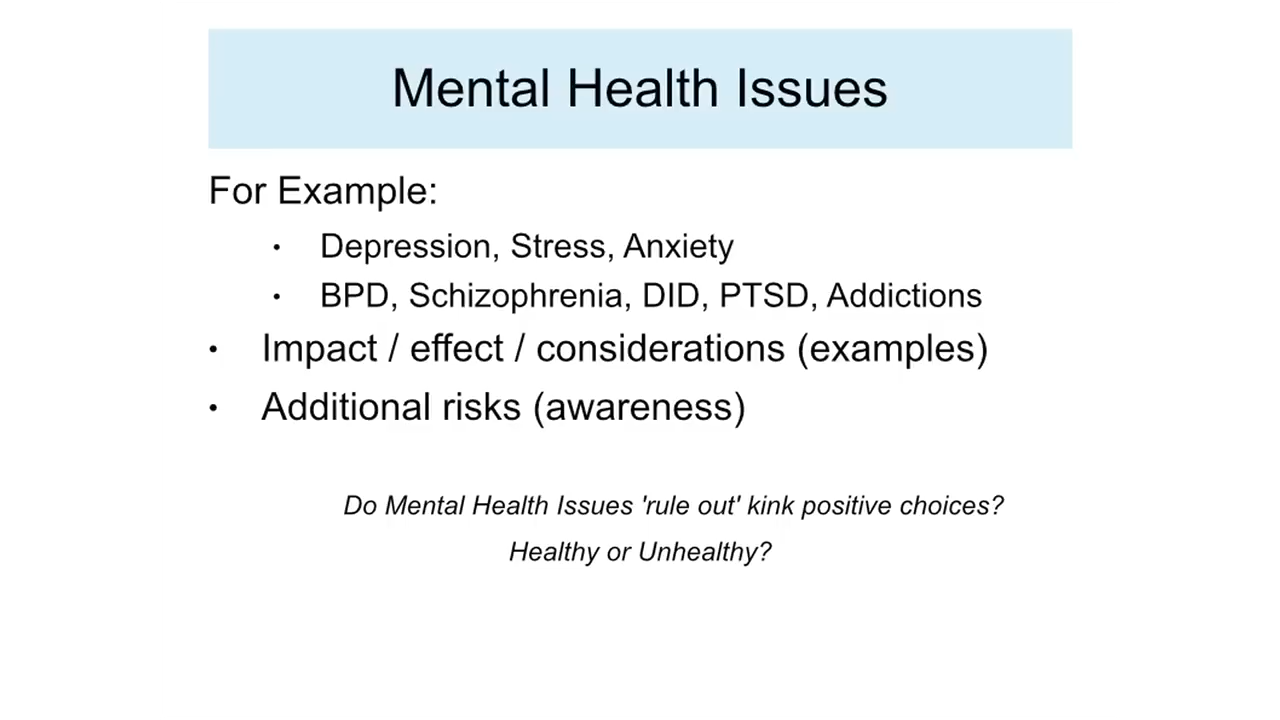 Mental Health Issues
For Example:
• Depression, Stress, Anxiety
• BPD, Schizophrenia, DID, PTSD, Addictions
• Impact / effect / considerations (examples)
• Additional risks (awareness)
Do Mental Health Issues 'rule out' kink positive choices?
Healthy or Unhealthy?